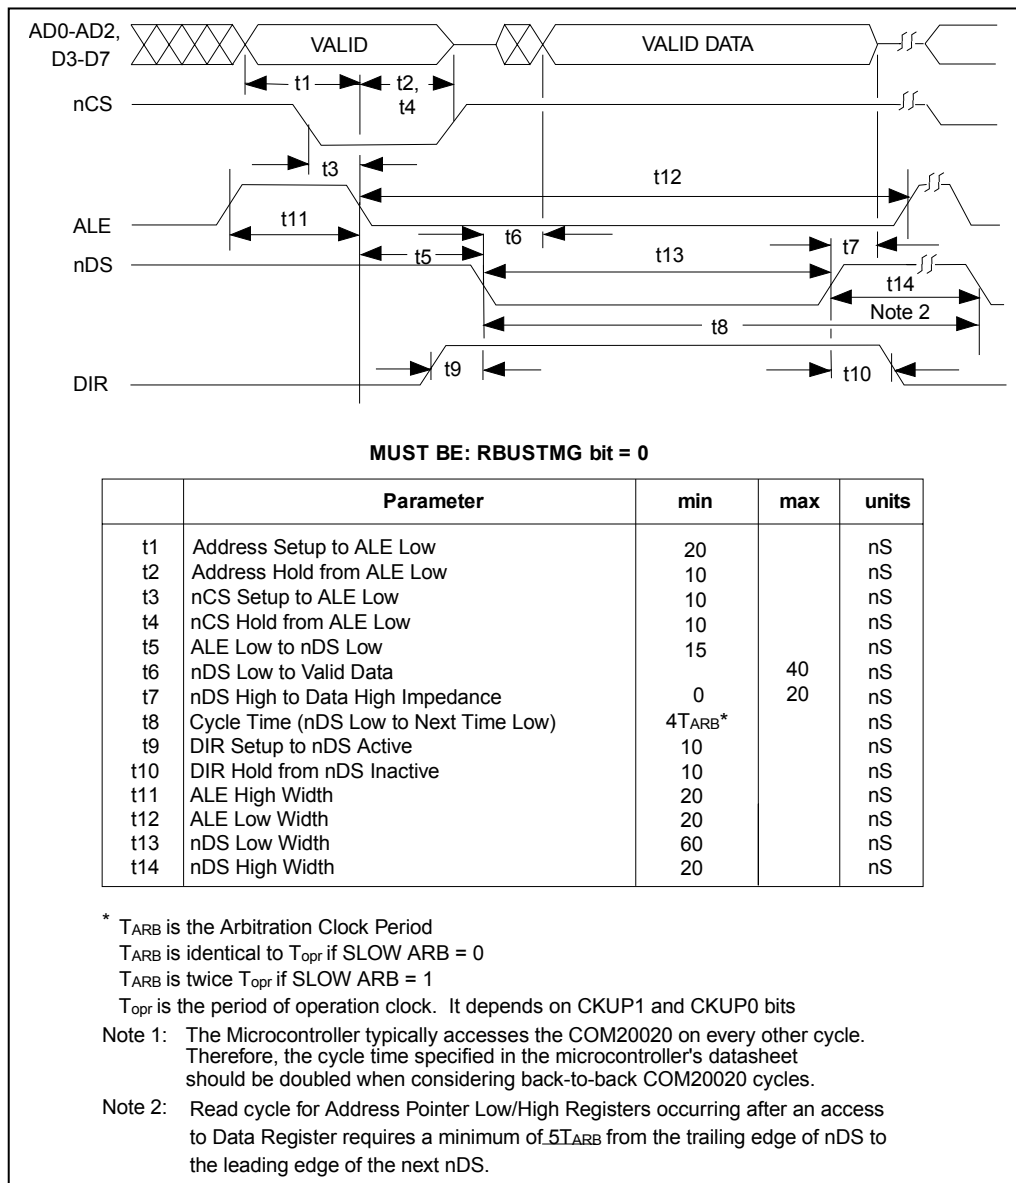 AD0-AD2,
D3-D7
VALID
VALID DATA
t1
t2,
t4
nCS
t3
t12
ALE
t11
t6
t7
nDS
t5
t13
t14
Note 2
t8
t9
t10
DIR
MUST BE: RBUSTMG bit = 0
Parameter min max units
t1 Address Setup to ALE Low 20 nS
t2 Address Hold from ALE Low 10 nS
t3 nCS Setup to ALE Low 10 nS
t4 nCS Hold from ALE Low 10 nS
t5 ALE Low to nDS Low 15 nS
t6 nDS Low to Valid Data 40 nS
t7 nDS High to Data High Impedance 0 20 nS
t8 Cycle Time (nDS Low to Next Time Low) 4TARB* nS
t9 DIR Setup to nDS Active 10 nS
t10 DIR Hold from nDS Inactive 10 nS
t11 ALE High Width 20 nS
t12 ALE Low Width 20 nS
t13 nDS Low Width 60 nS
t14 nDS High Width 20 nS
* TARB is the Arbitration Clock Period
TARB is identical to Topr if SLOW ARB = 0
TARB is twice Topr if SLOW ARB = 1
Topr is the period of operation clock. It depends on CKUP1 and CKUP0 bits
Note 1: The Microcontroller typically accesses the COM20020 on every other cycle.
Therefore, the cycle time specified in the microcontroller's datasheet
should be doubled when considering back-to-back COM20020 cycles.
Note 2: Read cycle for Address Pointer Low/High Registers occurring after an access
to Data Register requires a minimum of 5TARB from the trailing edge of nDS to
the leading edge of the next nDS.